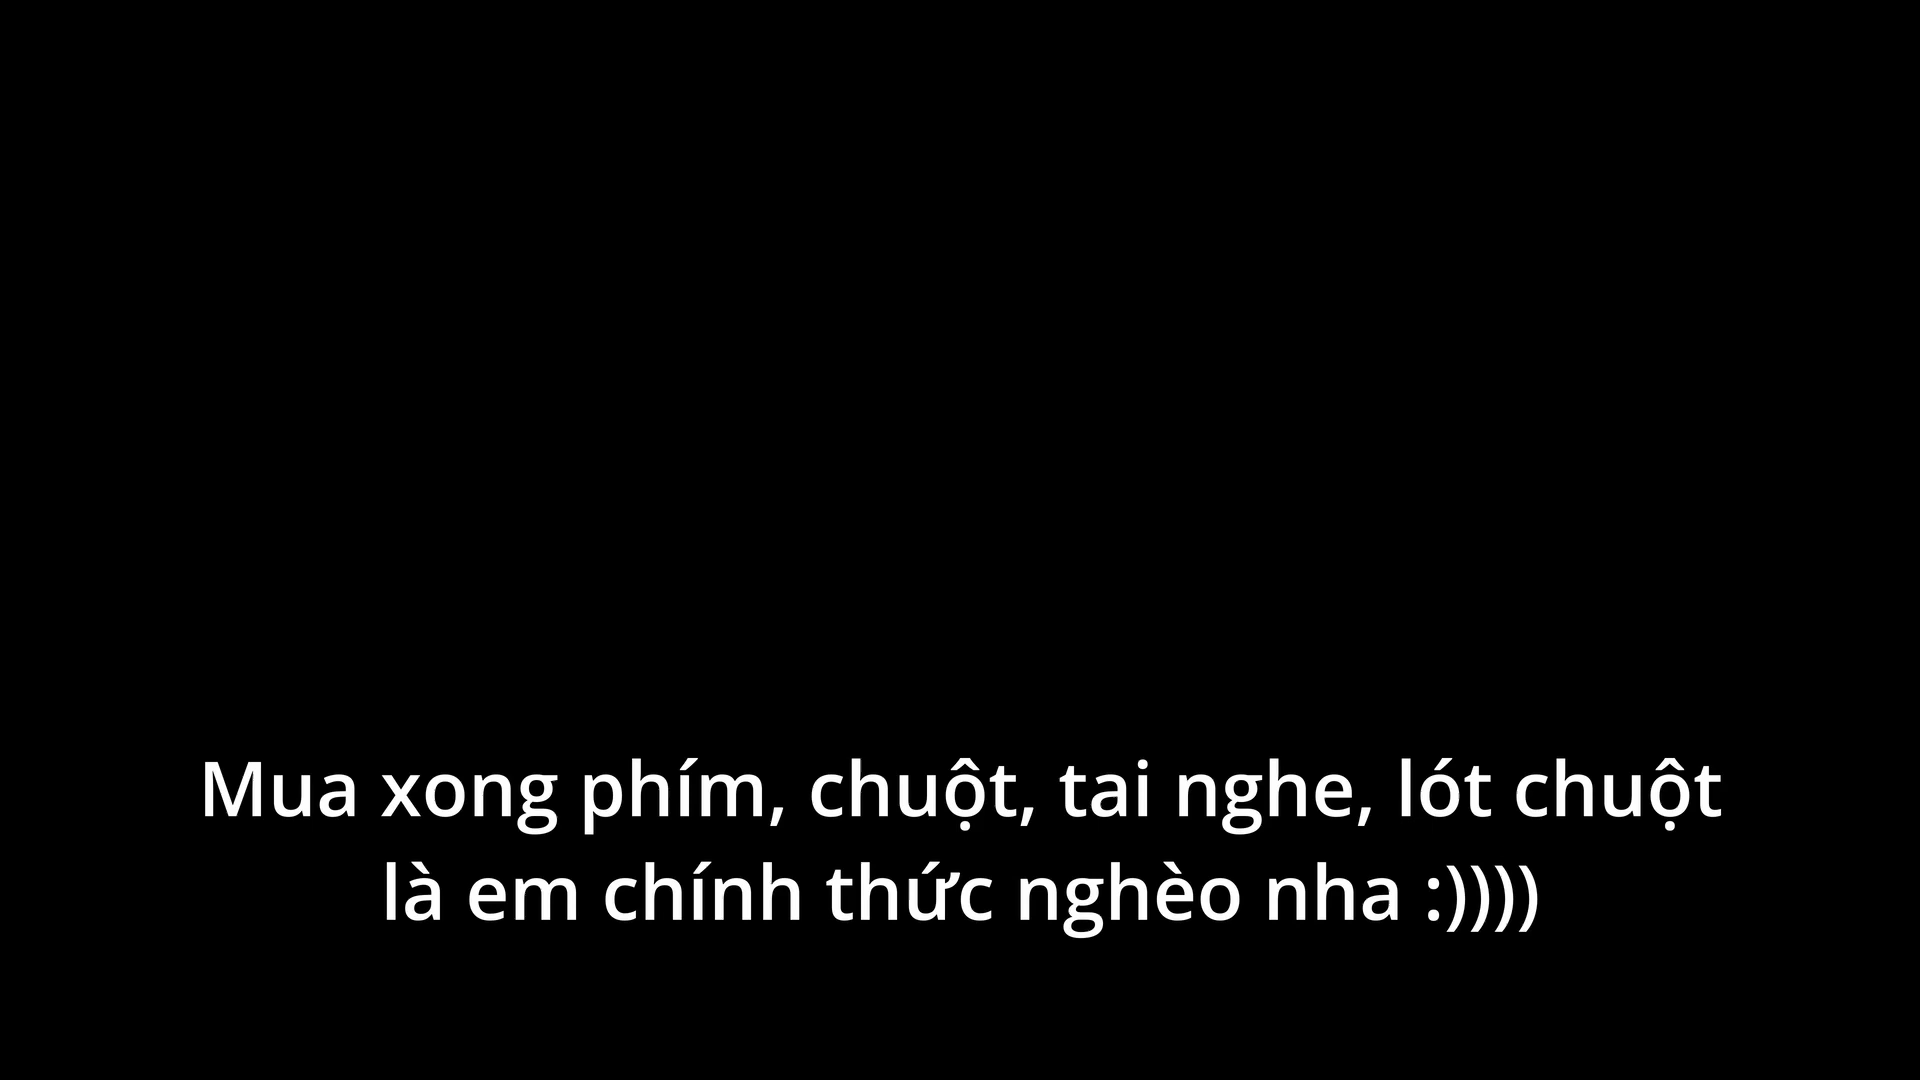 Mua xong phím, chuột, tai nghe, lót chuột
là em chính thức nghèo nha :))))